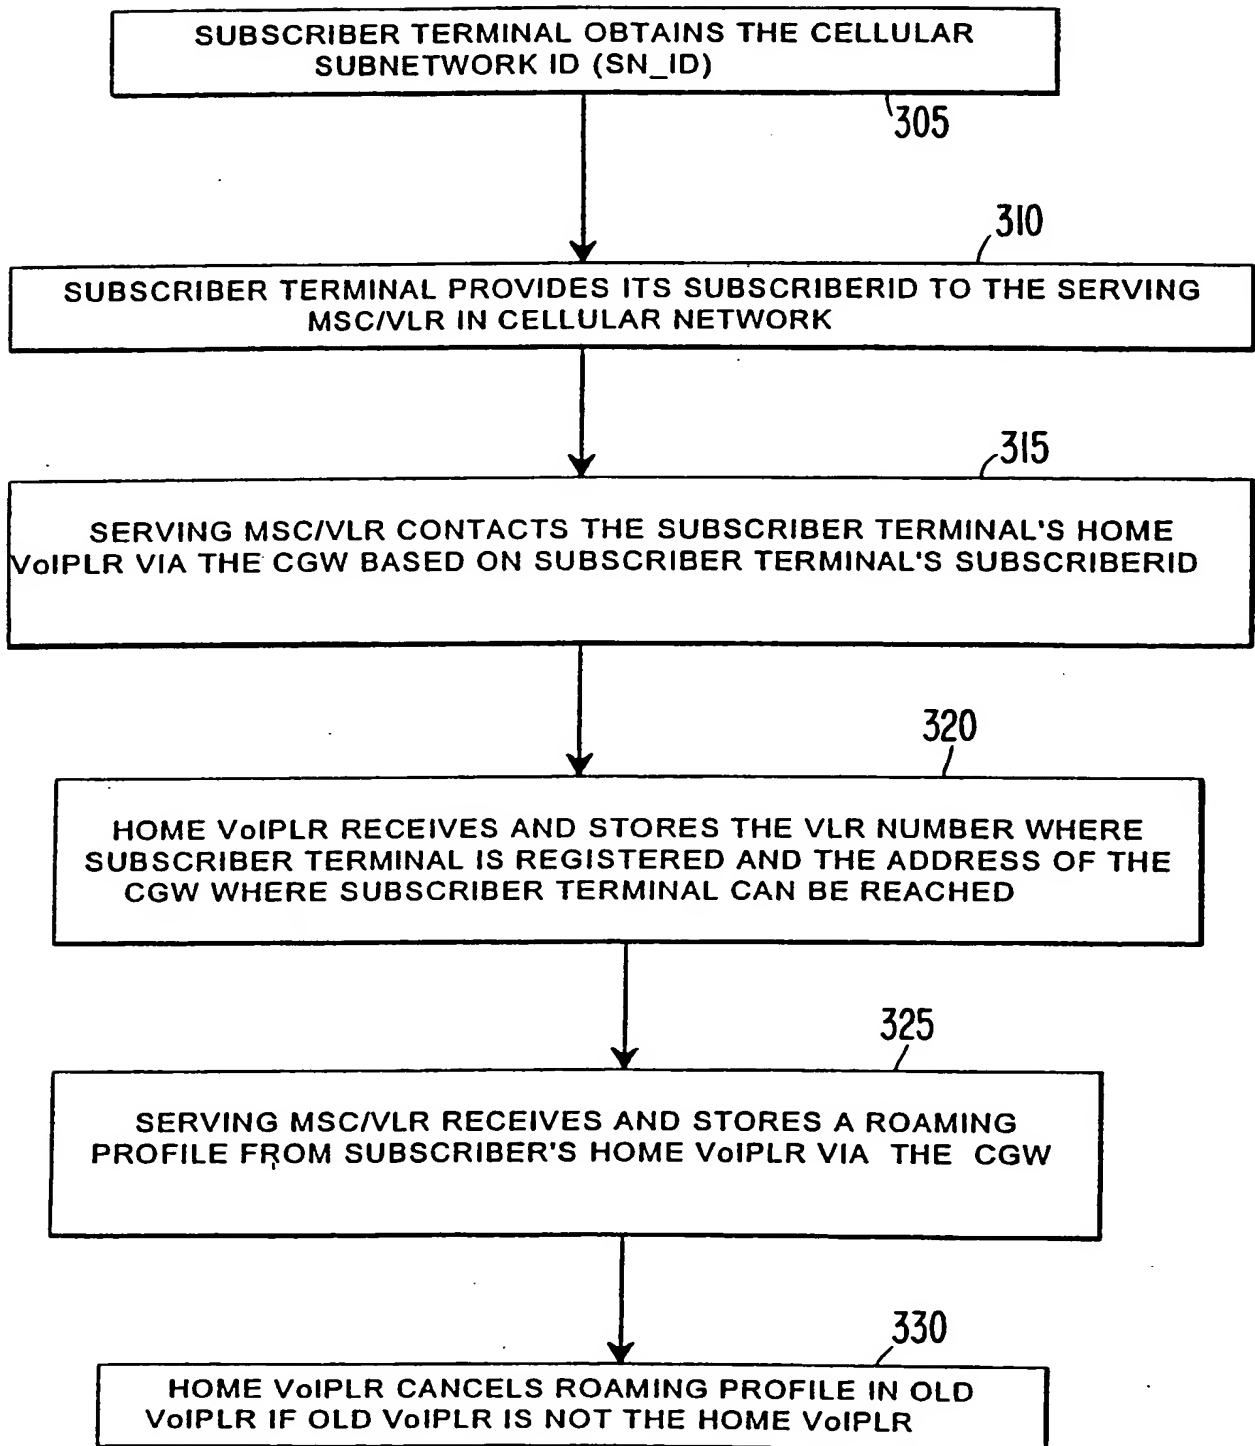 SUBSCRIBER TERMINAL OBTAINS THE CELLULAR
SUBNETWORK ID (SN_ID)
305
310
SUBSCRIBER TERMINAL PROVIDES ITS SUBSCRIBERID TO THE SERVING
MSC/VLR IN CELLULAR NETWORK
315
SERVING MSC/VLR CONTACTS THE SUBSCRIBER TERMINAL'S HOME
VoIPLR VIA THE CGW BASED ON SUBSCRIBER TERMINAL'S SUBSCRIBERID
320
HOME VoIPLR RECEIVES AND STORES THE VLR NUMBER WHERE
SUBSCRIBER TERMINAL IS REGISTERED AND THE ADDRESS OF THE
CGW WHERE SUBSCRIBER TERMINAL CAN BE REACHED
325
SERVING MSC/VLR RECEIVES AND STORES A ROAMING
PROFILE FROM SUBSCRIBER'S HOME VoIPLR VIA THE CGW
330
HOME VoIPLR CANCELS ROAMING PROFILE IN OLD
VoIPLR IF OLD VoIPLR IS NOT THE HOME VoIPLR